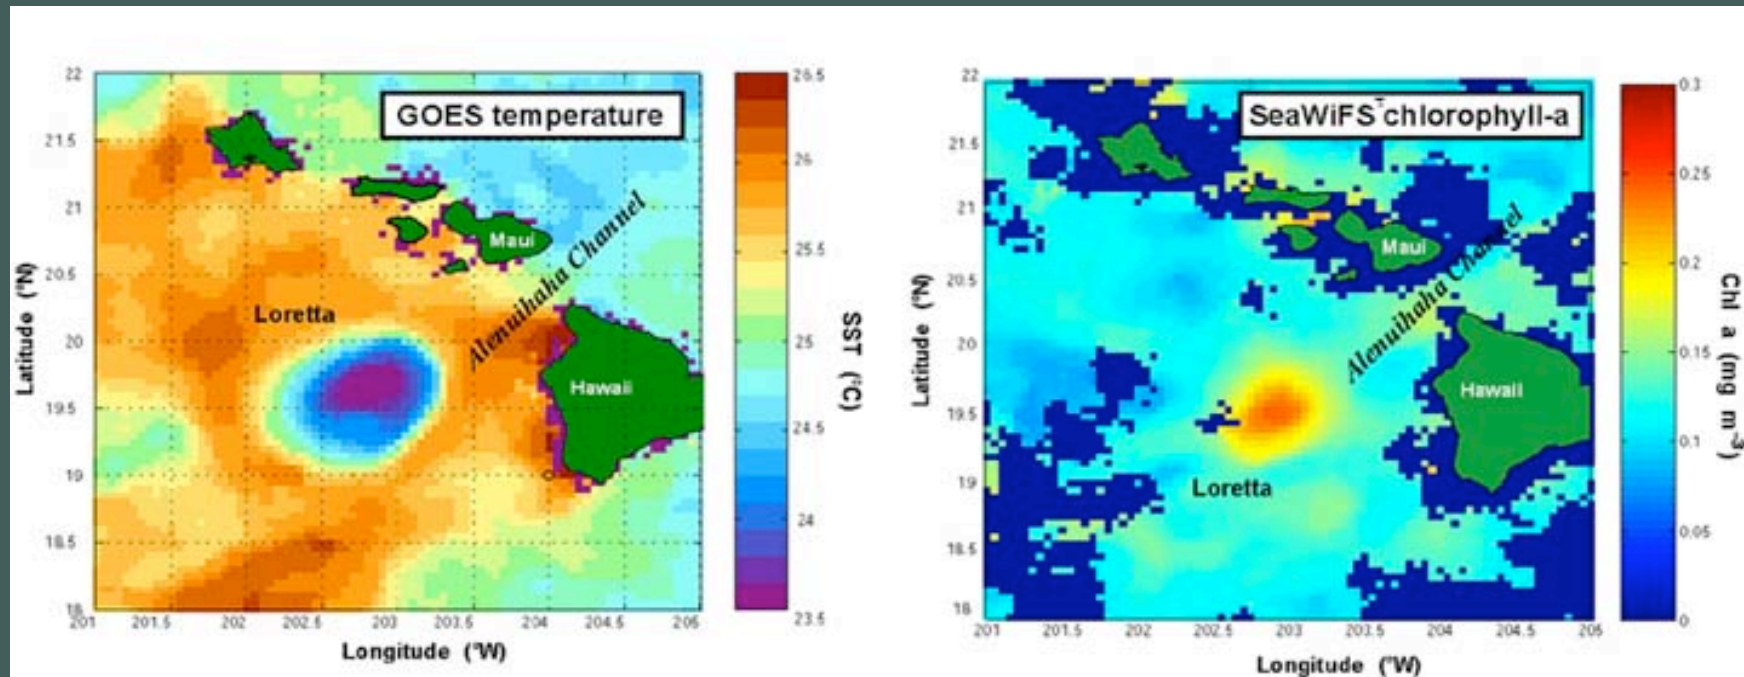 GOES temperature
22
21.5
21
20.5
20
19.5
19
18.5
18
201 201.5 202 202.5 203 203.5 204 204.5 205
Latitude (°N)
Longitude (°W)
Maui
Alenuihaha Channel
Loretta
Hawaii
26.5
26
25.5
25
24.5
24
23.5
SST (°C)
SeaWiFS chlorophyll-a
22
21.5
21
20.5
20
19.5
19
18.5
18
201 201.5 202 202.5 203 203.5 204 204.5 205
Latitude (°N)
Longitude (°W)
Maui
Alenuihaha Channel
Hawaii
Loretta
0.3
0.25
0.2
0.15
0.1
0.05
0
Chl a (mg m-3)